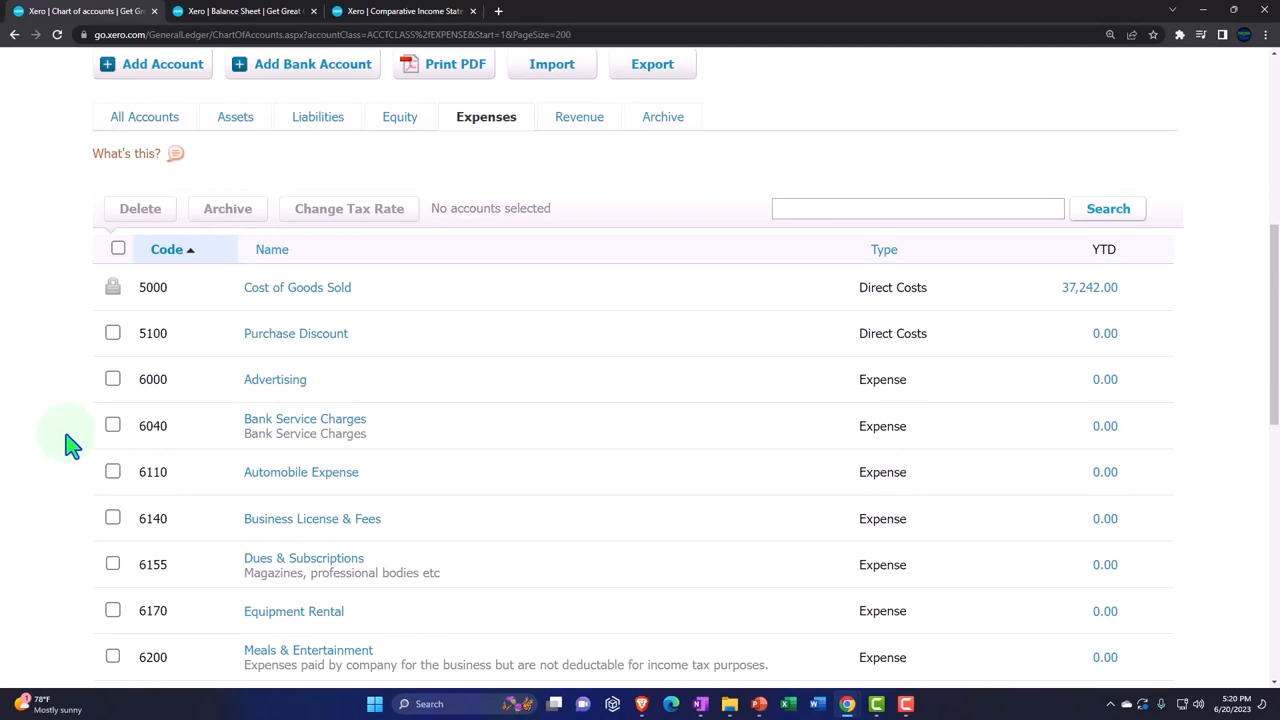 Xero | Chart of accounts | Get Gre
Xero | Balance Sheet | Get Great
Xero | Comparative Income State
go.xero.com/GeneralLedger/ChartOfAccounts.aspx?accountClass=ACCTCLASS%2fEXPENSE&Start=1&PageSize=200
Add Account
Add Bank Account
Print PDF
Import
Export
All Accounts
Assets
Liabilities
Equity
Expenses
Revenue
Archive
What's this?
Delete
Archive
Change Tax Rate
No accounts selected
Search
Code Name Type YTD
5000 Cost of Goods Sold Direct Costs 37,242.00
5100 Purchase Discount Direct Costs 0.00
6000 Advertising Expense 0.00
6040 Bank Service Charges Expense 0.00
Bank Service Charges
6110 Automobile Expense Expense 0.00
6140 Business License & Fees Expense 0.00
6155 Dues & Subscriptions Expense 0.00
Magazines, professional bodies etc
6170 Equipment Rental Expense 0.00
6200 Meals & Entertainment Expense 0.00
Expenses paid by company for the business but are not deductable for income tax purposes.
78°F
Mostly sunny
Search
5:20 PM
6/20/2023